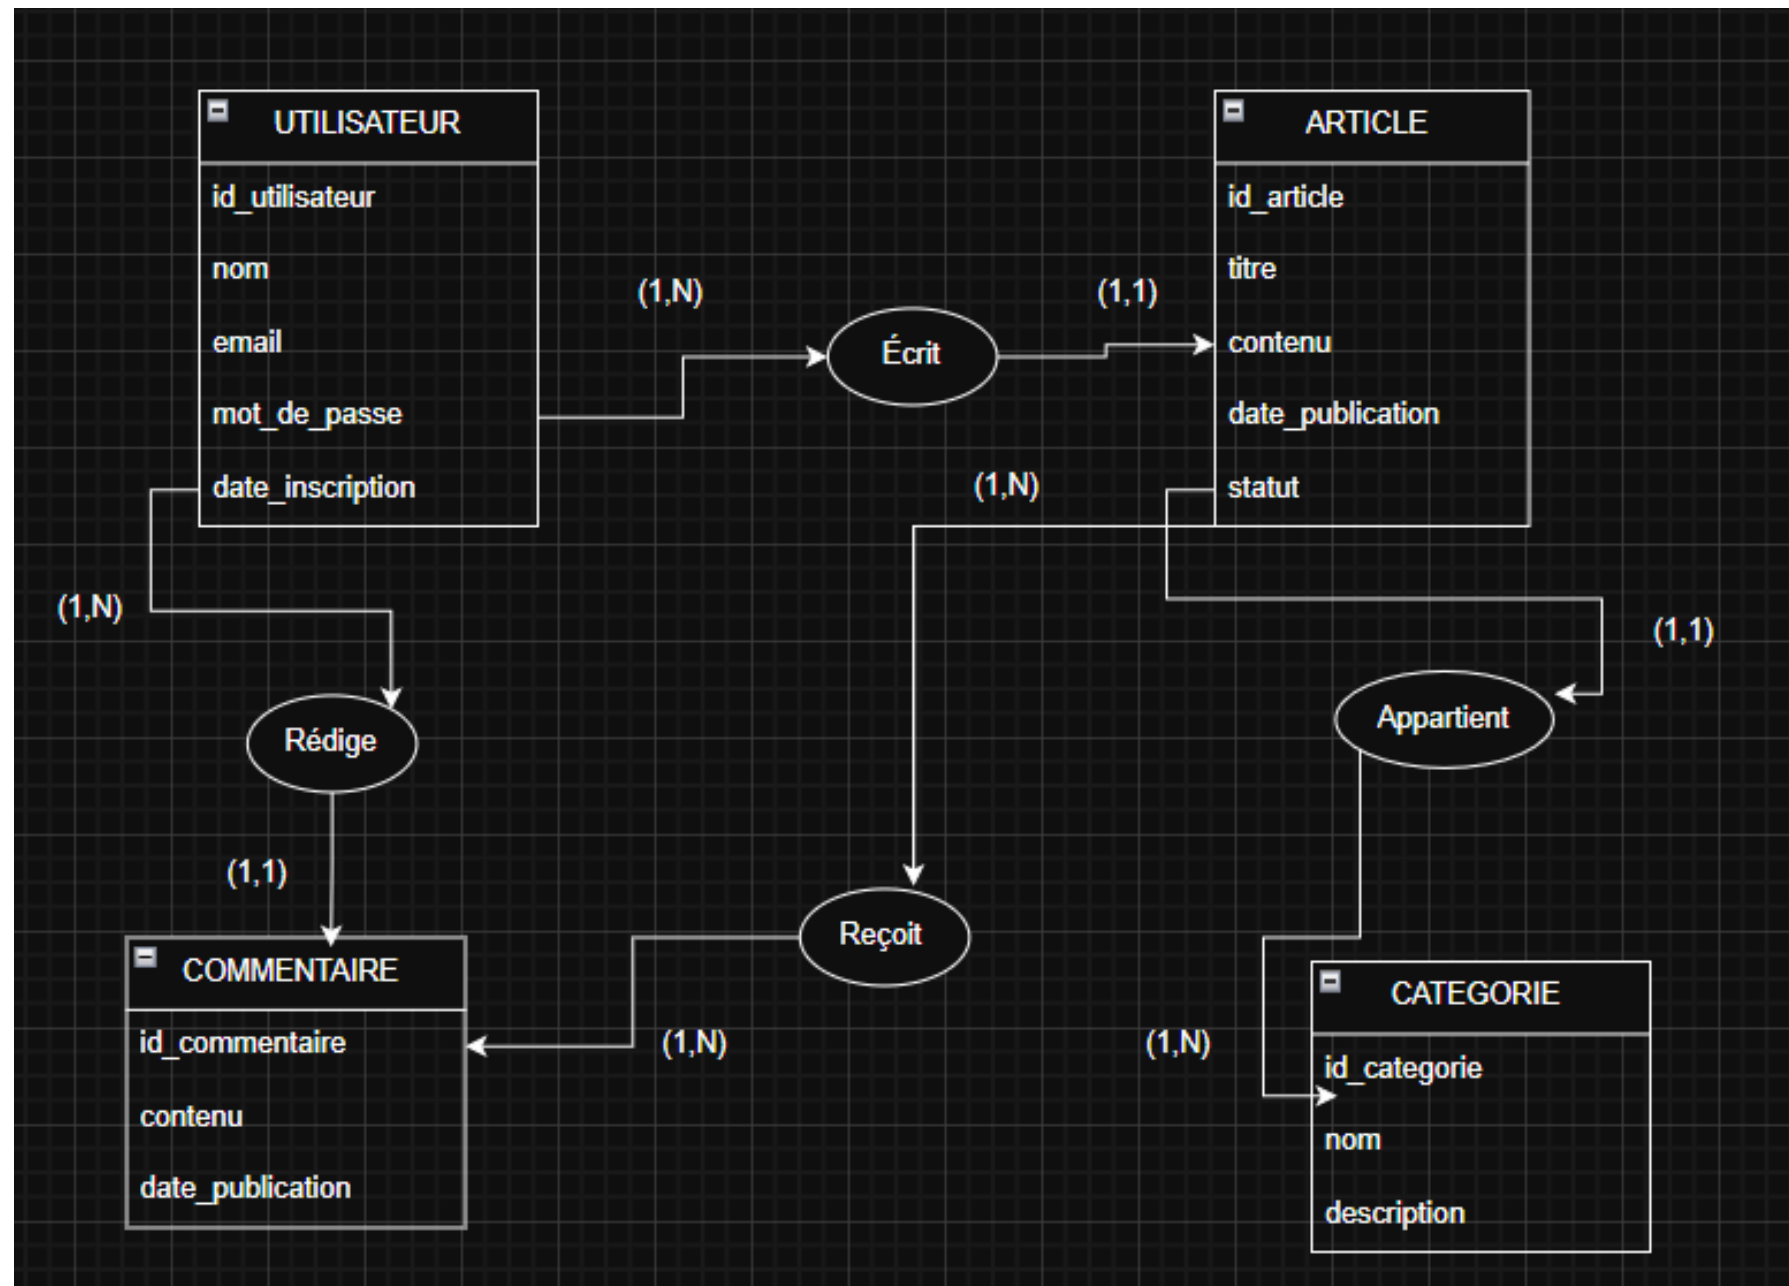 UTILISATEUR
id_utilisateur
nom
email
mot_de_passe
date_inscription
(1,N)
Écrit
(1,1)
ARTICLE
id_article
titre
contenu
date_publication
statut
(1,N)
(1,N)
Rédige
(1,1)
(1,1)
Appartient
Reçoit
(1,N)
(1,N)
COMMENTAIRE
id_commentaire
contenu
date_publication
CATEGORIE
id_categorie
nom
description